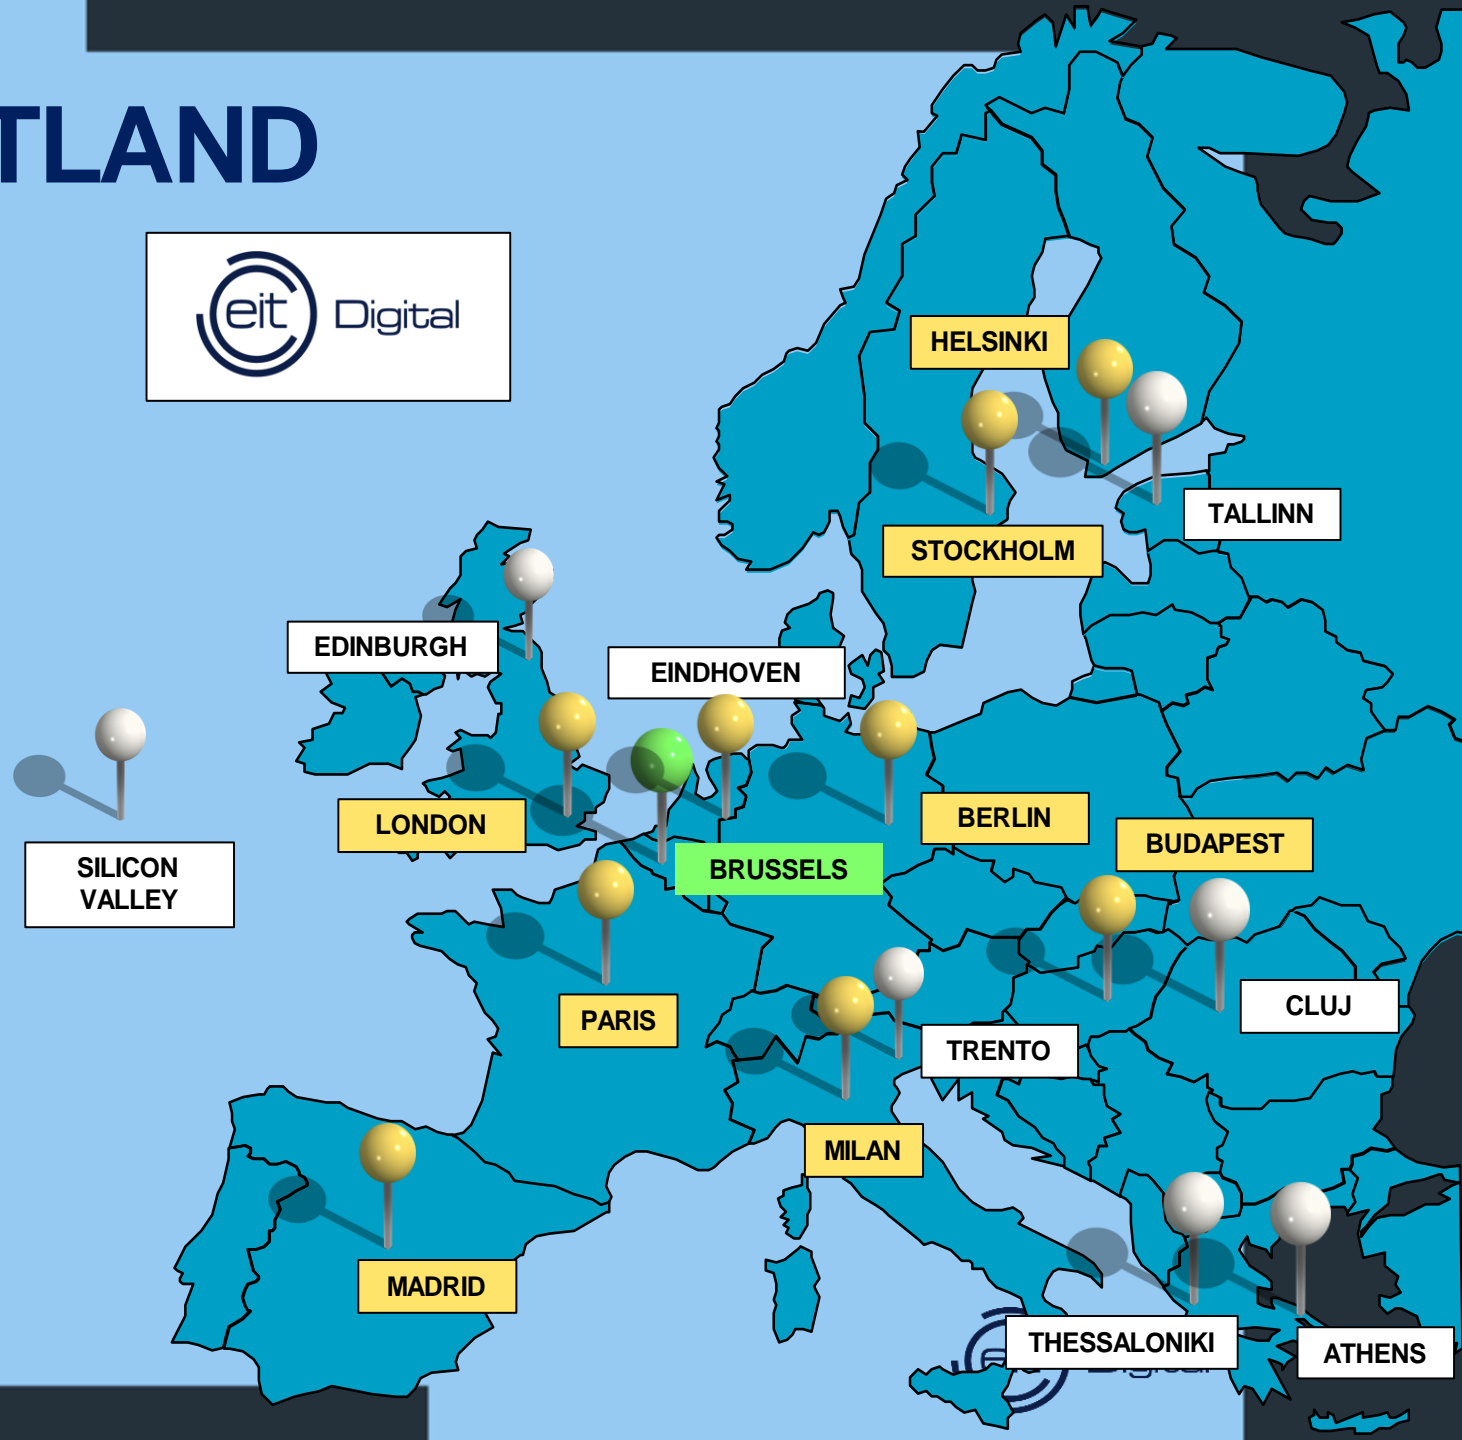 TLAND
eit Digital
HELSINKI
TALLINN
STOCKHOLM
EDINBURGH
EINDHOVEN
SILICON
VALLEY
LONDON
BERLIN
BUDAPEST
BRUSSELS
PARIS
CLUJ
TRENTO
MILAN
MADRID
THESSALONIKI
ATHENS